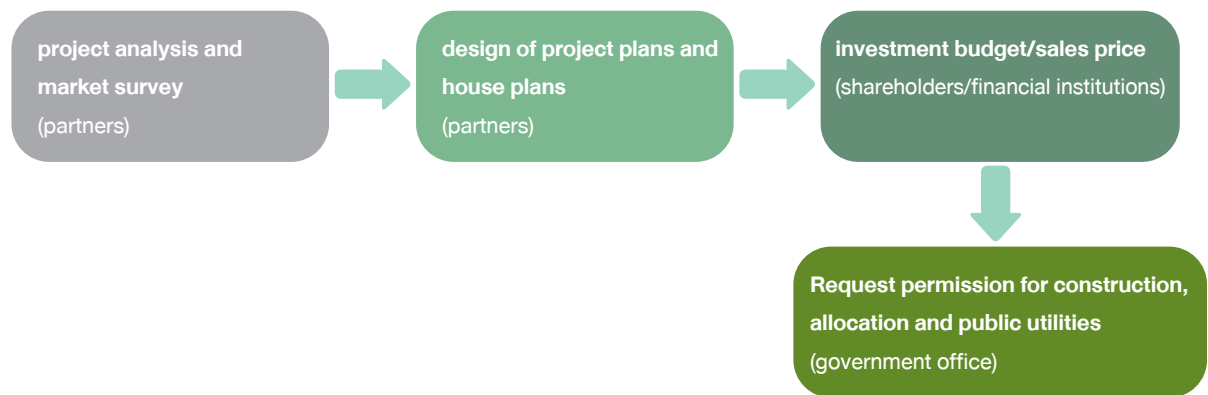 project analysis and
market survey
(partners)
design of project plans and
house plans
(partners)
investment budget/sales price
(shareholders/financial institutions)
Request permission for construction,
allocation and public utilities
(government office)